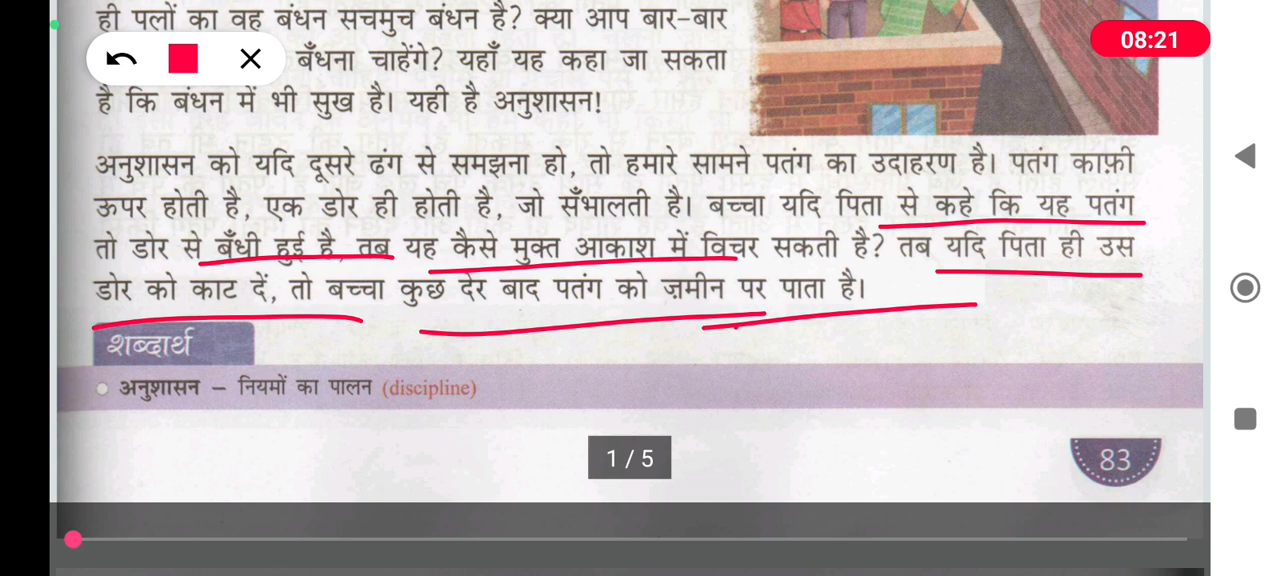 ही पलों का वह बंधन सचमुच बंधन है? क्या आप बार-बार
08:21
बँधना चाहेंगे? यहाँ यह कहा जा सकता
है कि बंधन में भी सुख है। यही है अनुशासन!
अनुशासन को यदि दूसरे ढग से समझना हो, तो हमारे सामने पतंग का उदाहरण है। पतंग काफ़ी
ऊपर होती है, एक डोर ही होती है, जो सँभालती है। बच्चा यदि पिता से कहे कि यह पतंग
तो डोर से बँधी हुई है, तब यह कैसे मुक्त आकाश में विचर सकती है? तब यदि पिता ही उस
डोर को काट दें, तो बच्चा कुछ देर बाद पतंग को ज़मीन पर पाता है।
शब्दार्थ
अनुशासन – नियमों का पालन (discipline)
1 / 5
83